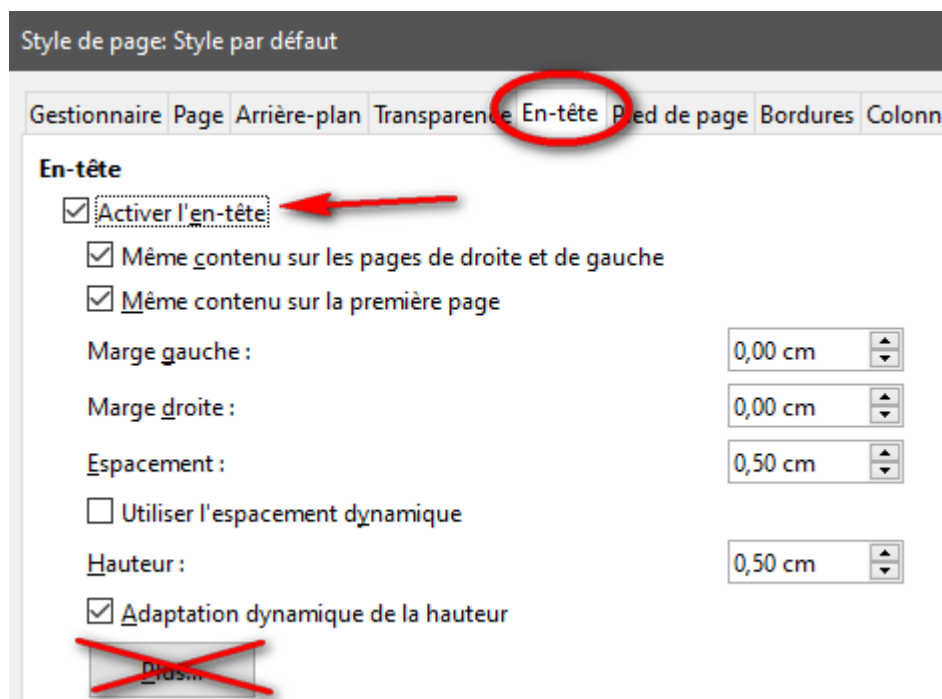 Style de page: Style par défaut
Gestionnaire Page Arrière-plan Transparence En-tête Pied de page Bordures Colonn
En-tête
Activer l'en-tête
Même contenu sur les pages de droite et de gauche
Même contenu sur la première page
Marge gauche : 0,00 cm
Marge droite : 0,00 cm
Espacement : 0,50 cm
Utiliser l'espacement dynamique
Hauteur : 0,50 cm
Adaptation dynamique de la hauteur
Plus...